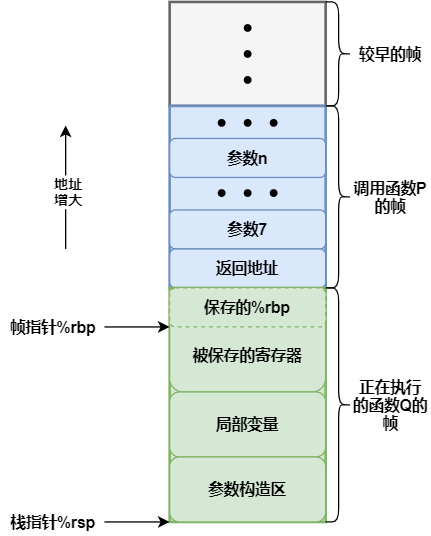 较早的帧
• • •
参数n
• • •
参数7
返回地址
调用函数P
的帧
地址
增大
保存的%rbp
帧指针%rbp
被保存的寄存器
局部变量
参数构造区
正在执行
的函数Q的
帧
栈指针%rsp